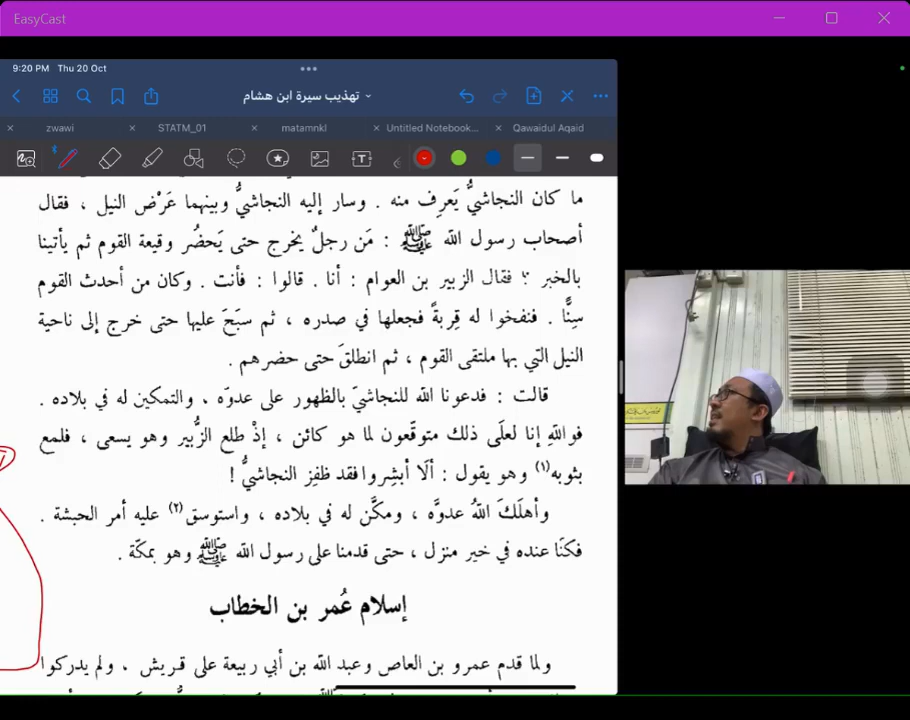 EasyCast
9:20 PM Thu 20 Oct
تهذيب سيرة ابن هشام
zwawi
STATM_01
matamnkl
Untitled Notebook...
Qawaidul Aqaid
ما كان النجاشيُّ يَعرِف منه . وسار إليه النجاشيُّ وبينهما عَرْض النيل ، فقال
أصحاب رسول الله ﷺ : مَن رجلٌ يخرج حتى يَحضُر وقيعة القوم ثم يأتينا
بالخبر ؟ فقال الزبير بن العوام : أنا . قالوا : فأنت . وكان من أحدث القوم
سِنًّا . فنفخوا له قِربةً فجعلها في صدره ، ثم سبَحَ عليها حتى خرج إلى ناحية
النيل التي بها ملتقى القوم ، ثم انطلقَ حتى حضرهم .
قالت : فدعونا الله للنجاشيّ بالظهور على عدوّه ، والتمكين له في بلاده .
فواللهِ إنا لعلَى ذلك متوقّعون لما هو كائن ، إذْ طلع الزُّبير وهو يسعى ، فلمع
بثوبه (١) وهو يقول : ألَا أبشِروا فقد ظفِز النجاشيُّ !
وأهلَكَ اللهُ عدوَّه ، ومكَّن له في بلاده ، واستوسق (٢) عليه أمر الحبشة .
فكنّا عنده في خير منزل ، حتى قدمنا على رسول الله ﷺ وهو بمكّة .
إسلام عُمر بن الخطاب
ولما قدم عمرو بن العاص وعبد الله بن أبي ربيعة على قريش ، ولم يدركوا